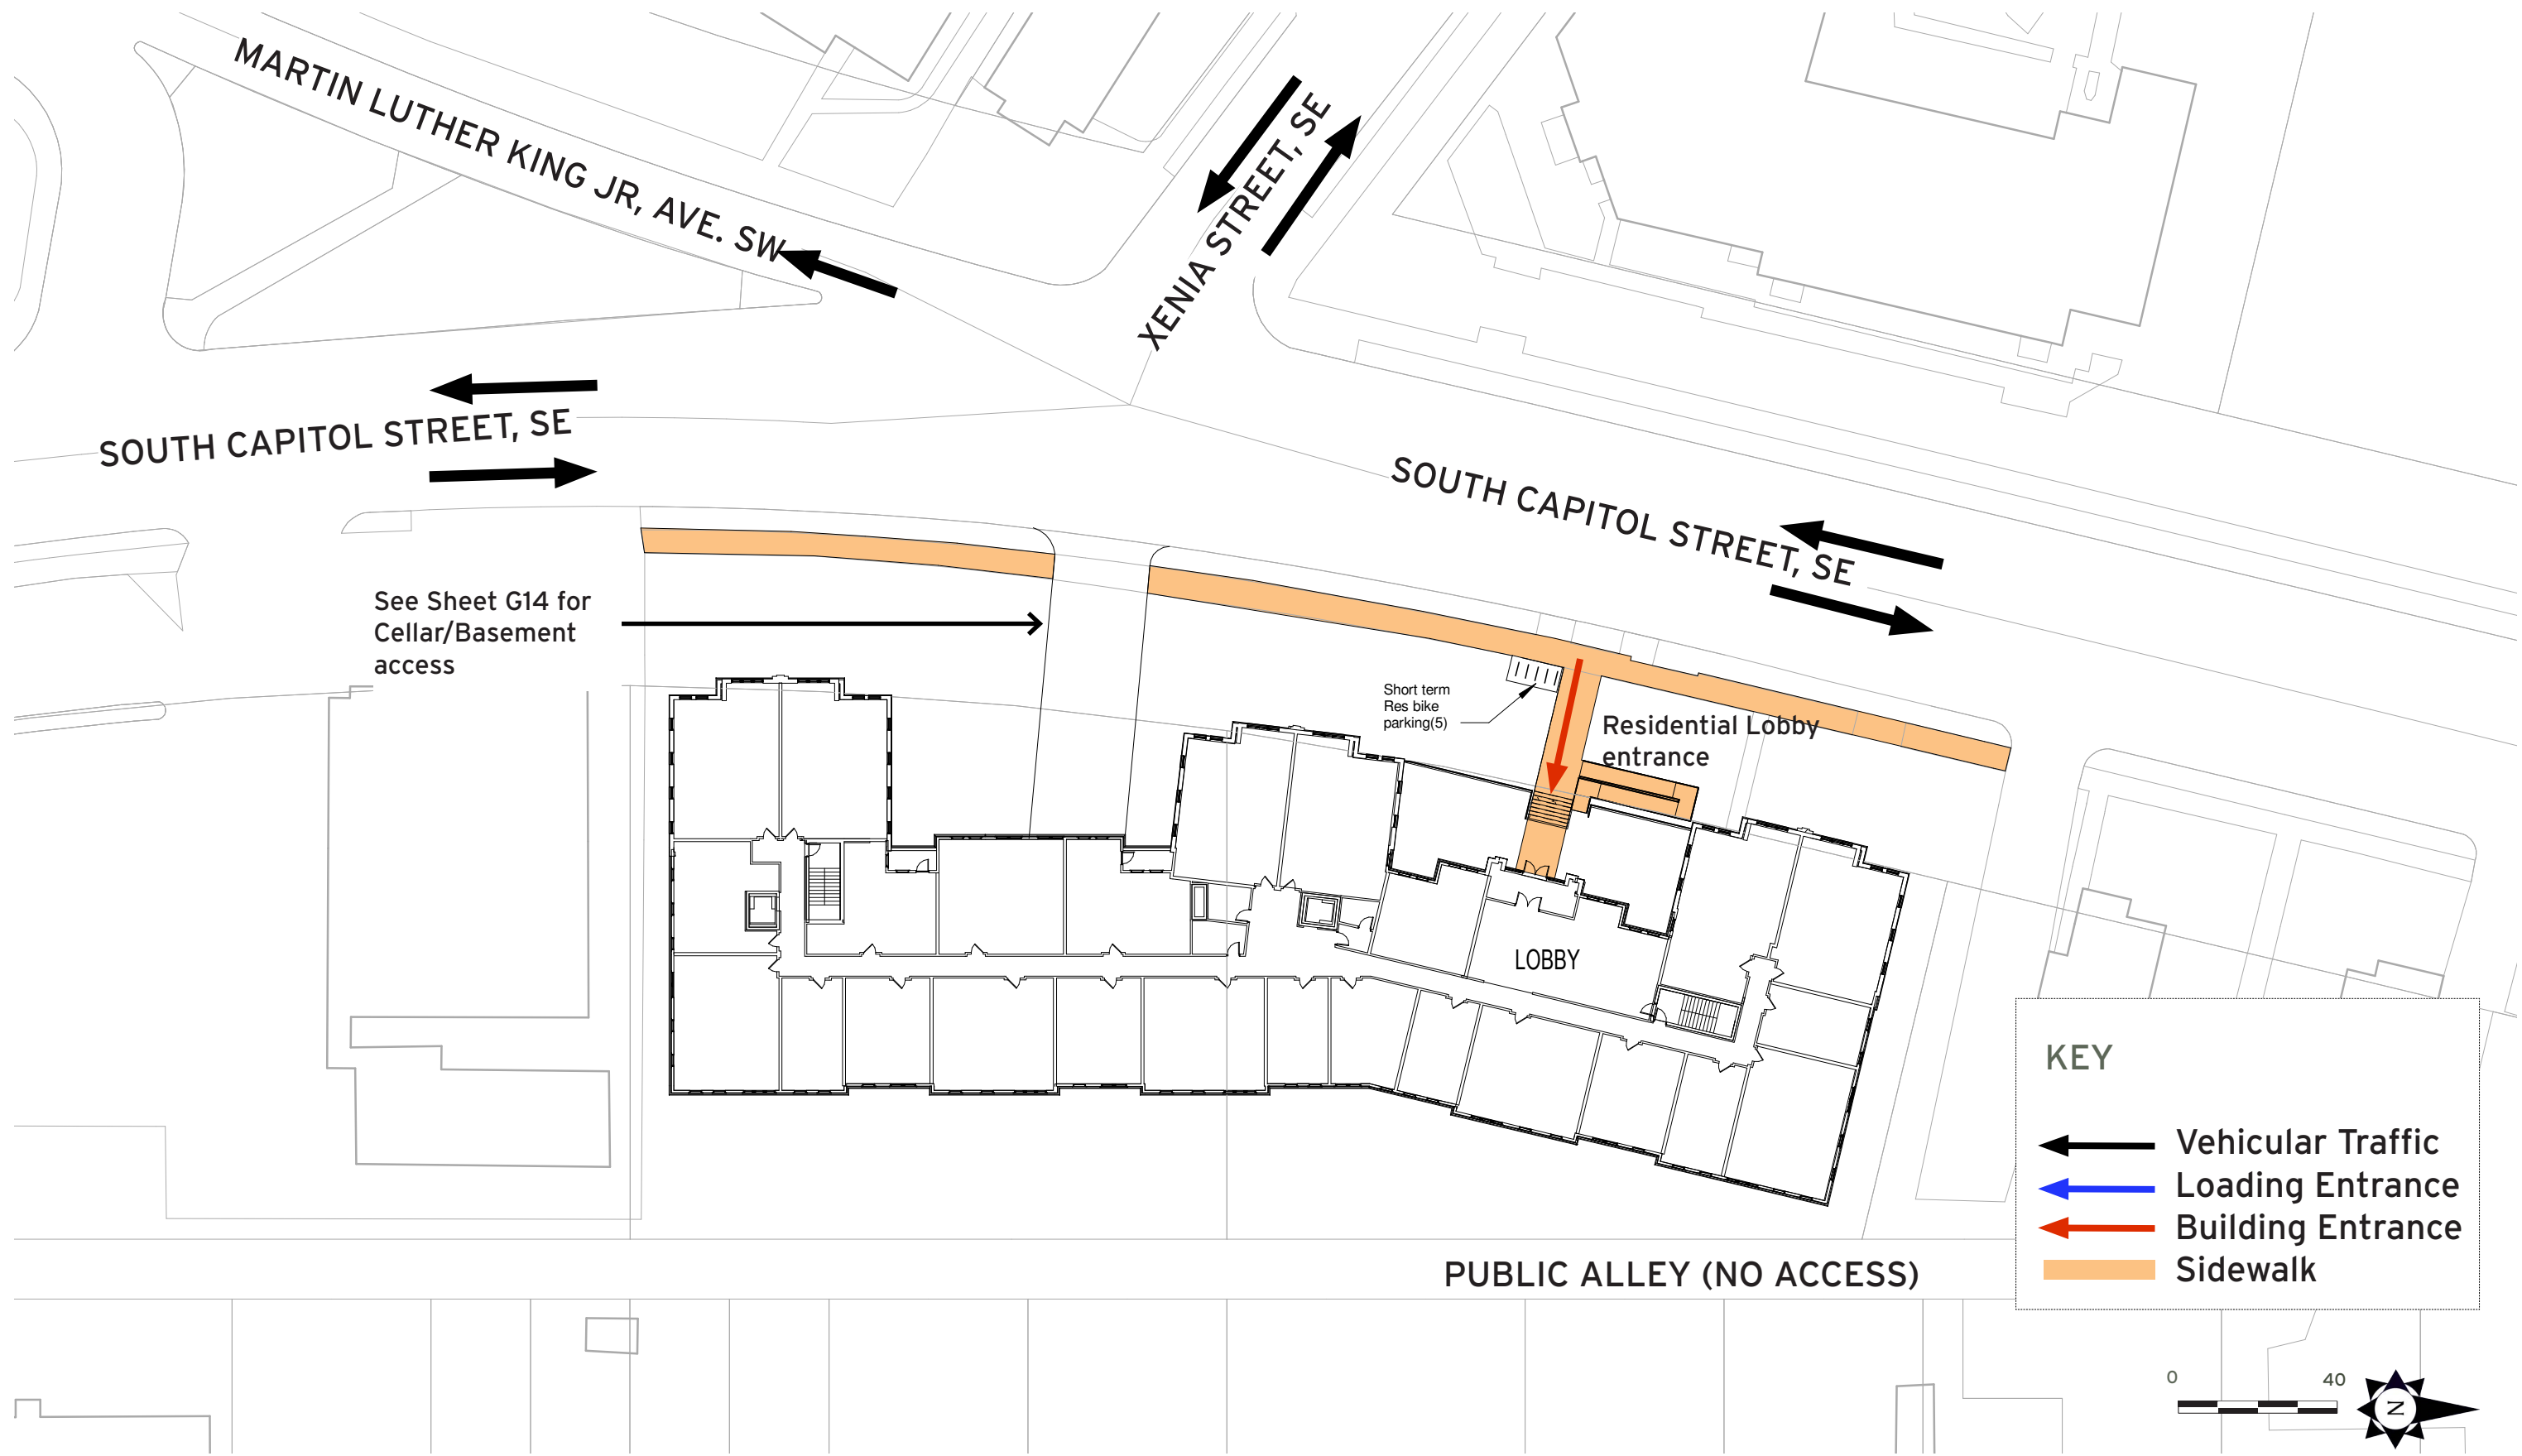 MARTIN LUTHER KING JR, AVE. SW
XENIA STREET, SE
SOUTH CAPITOL STREET, SE
SOUTH CAPITOL STREET, SE
See Sheet G14 for
Cellar/Basement
access
Short term
Res bike
parking(5)
Residential Lobby
entrance
LOBBY
PUBLIC ALLEY (NO ACCESS)
KEY
Vehicular Traffic
Loading Entrance
Building Entrance
Sidewalk
0 40
N